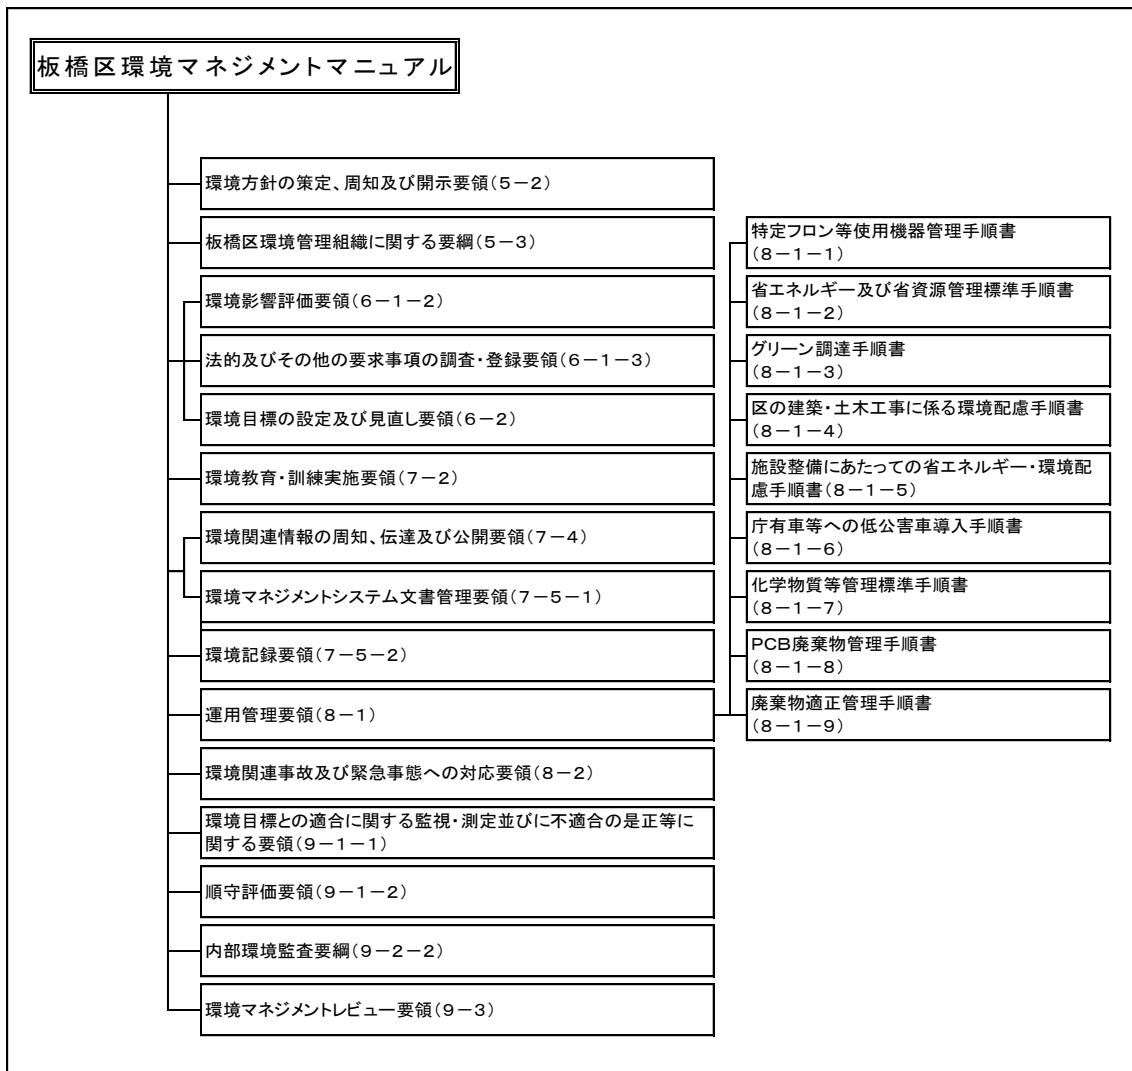 板橋区環境マネジメントマニュアル
環境方針の策定、周知及び開示要領(5－2)
板橋区環境管理組織に関する要綱(5－3)
環境影響評価要領(6－1－2)
法的及びその他の要求事項の調査・登録要領(6－1－3)
環境目標の設定及び見直し要領(6－2)
環境教育・訓練実施要領(7－2)
環境関連情報の周知、伝達及び公開要領(7－4)
環境マネジメントシステム文書管理要領(7－5－1)
環境記録要領(7－5－2)
運用管理要領(8－1)
環境関連事故及び緊急事態への対応要領(8－2)
環境目標との適合に関する監視・測定並びに不適合の是正等に
関する要領(9－1－1)
順守評価要領(9－1－2)
内部環境監査要綱(9－2－2)
環境マネジメントレビュー要領(9－3)
特定フロン等使用機器管理手順書
(8－1－1)
省エネルギー及び省資源管理標準手順書
(8－1－2)
グリーン調達手順書
(8－1－3)
区の建築・土木工事に係る環境配慮手順書
(8－1－4)
施設整備にあたっての省エネルギー・環境配
慮手順書(8－1－5)
庁有車等への低公害車導入手順書
(8－1－6)
化学物質等管理標準手順書
(8－1－7)
PCB廃棄物管理手順書
(8－1－8)
廃棄物適正管理手順書
(8－1－9)